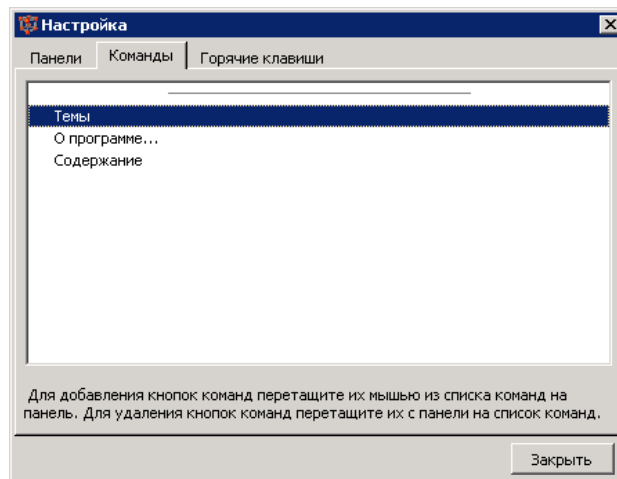 Настройка
Панели Команды Горячие клавиши
Темы
О программе...
Содержание
Для добавления кнопок команд перетащите их мышью из списка команд на
панель. Для удаления кнопок команд перетащите их с панели на список команд.
Закрыть